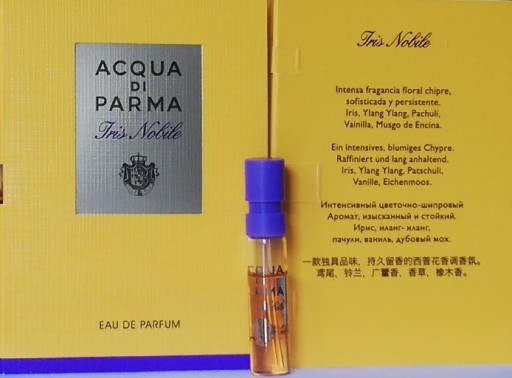 ACQUA
DI
PARMA
Iris Nobile
EAU DE PARFUM
ACQUA
Iris Nobile
Intensa fragancia floral chipre,
sofisticada y persistente.
Iris, Ylang Ylang, Pachulí,
Vainilla, Musgo de Encina.
Ein intensives, blumiges Chypre.
Raffiniert und lang anhaltend.
Iris, Ylang Ylang, Patschuli,
Vanille, Eichenmoos.
Интенсивный цветочно-шипровый
Аромат, изысканный и стойкий.
Ирис, иланг- иланг,
пачули, ваниль, дубовый мох.
一款独具品味，持久留香的西普花香调香氛。
鸢尾、铃兰，广藿香、香草，橡木香。